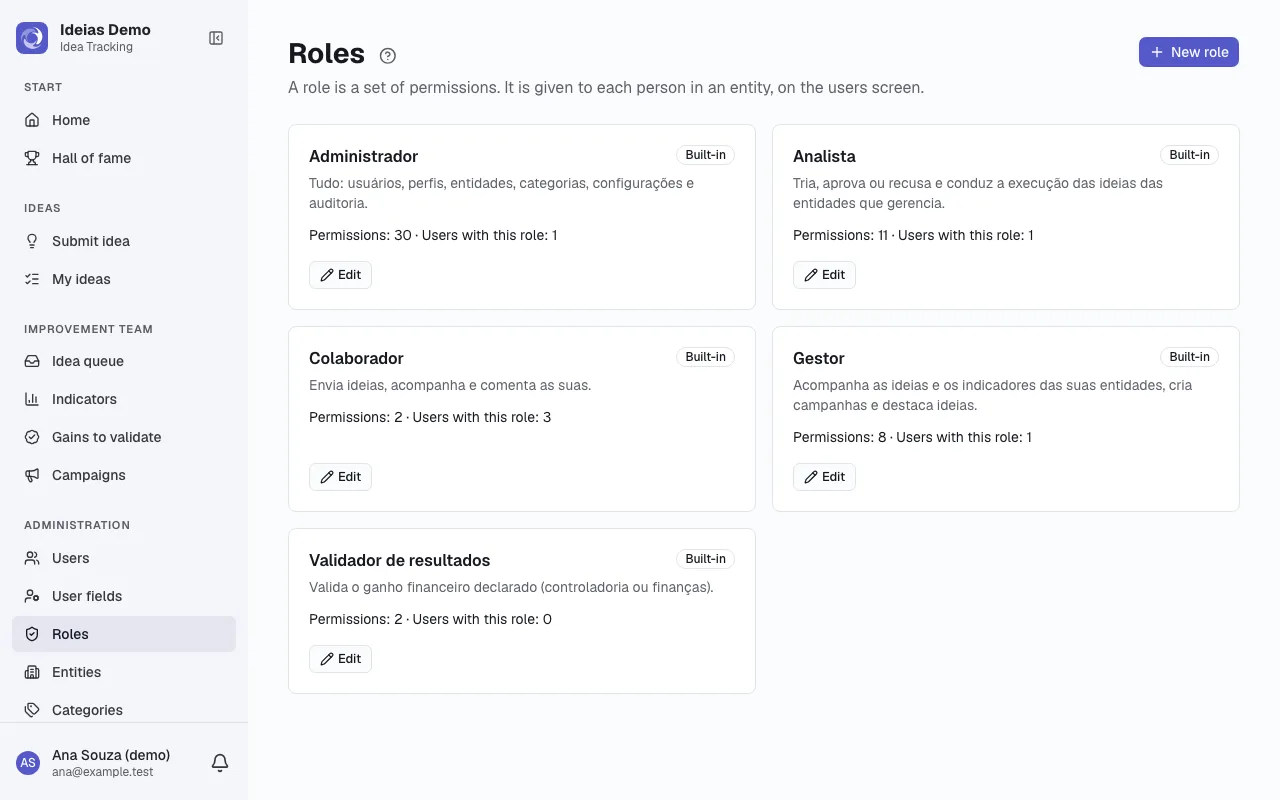 Ideias Demo
Idea Tracking
START
Home
Hall of fame
IDEAS
Submit idea
My ideas
IMPROVEMENT TEAM
Idea queue
Indicators
Gains to validate
Campaigns
ADMINISTRATION
Users
User fields
Roles
Entities
Categories
AS
Ana Souza (demo)
ana@example.test
Roles
New role
A role is a set of permissions. It is given to each person in an entity, on the users screen.
Administrador
Built-in
Tudo: usuários, perfis, entidades, categorias, configurações e
auditoria.
Permissions: 30 · Users with this role: 1
Edit
Analista
Built-in
Tria, aprova ou recusa e conduz a execução das ideias das
entidades que gerencia.
Permissions: 11 · Users with this role: 1
Edit
Colaborador
Built-in
Envia ideias, acompanha e comenta as suas.
Permissions: 2 · Users with this role: 3
Edit
Gestor
Built-in
Acompanha as ideias e os indicadores das suas entidades, cria
campanhas e destaca ideias.
Permissions: 8 · Users with this role: 1
Edit
Validador de resultados
Built-in
Valida o ganho financeiro declarado (controladoria ou finanças).
Permissions: 2 · Users with this role: 0
Edit